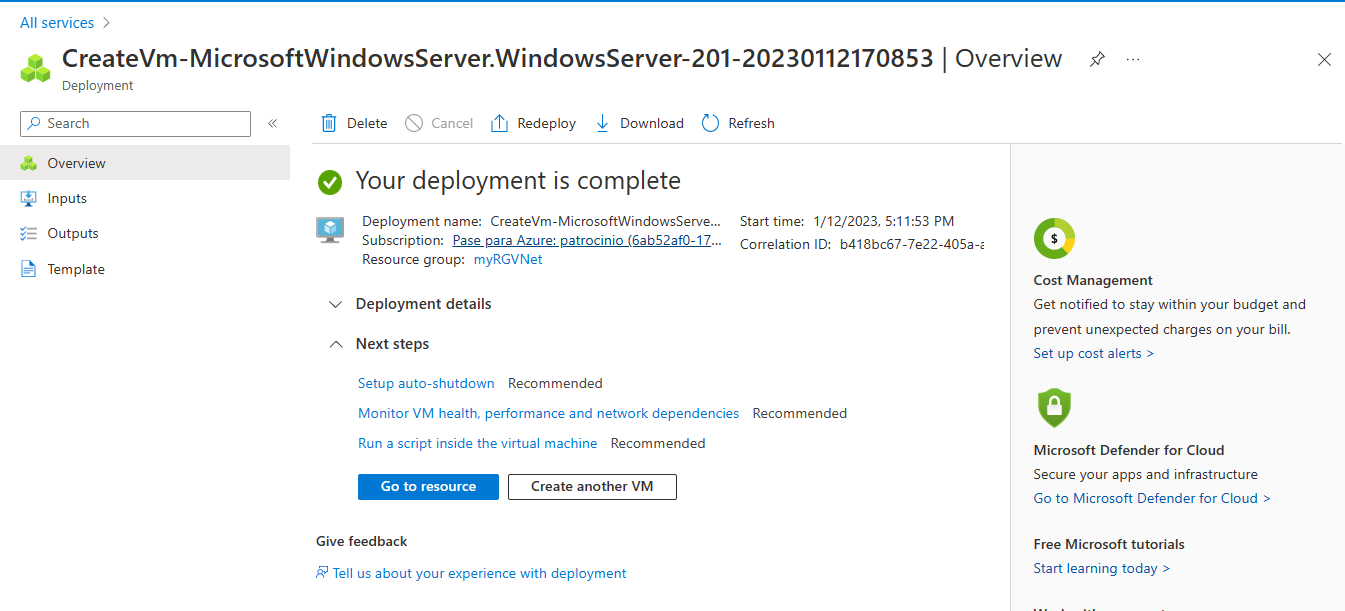 All services
CreateVm-MicrosoftWindowsServer.WindowsServer-201-20230112170853 | Overview
Deployment
Search
Overview
Inputs
Outputs
Template
Delete Cancel Redeploy Download Refresh
Your deployment is complete
Deployment name: CreateVm-MicrosoftWindowsServe...
Subscription: Pase para Azure: patrocinio (6ab52af0-17...
Resource group: myRGVNet
Start time: 1/12/2023, 5:11:53 PM
Correlation ID: b418bc67-7e22-405a-a
Deployment details
Next steps
Setup auto-shutdown Recommended
Monitor VM health, performance and network dependencies Recommended
Run a script inside the virtual machine Recommended
Go to resource Create another VM
Give feedback
Tell us about your experience with deployment
Cost Management
Get notified to stay within your budget and
prevent unexpected charges on your bill.
Set up cost alerts >
Microsoft Defender for Cloud
Secure your apps and infrastructure
Go to Microsoft Defender for Cloud >
Free Microsoft tutorials
Start learning today >